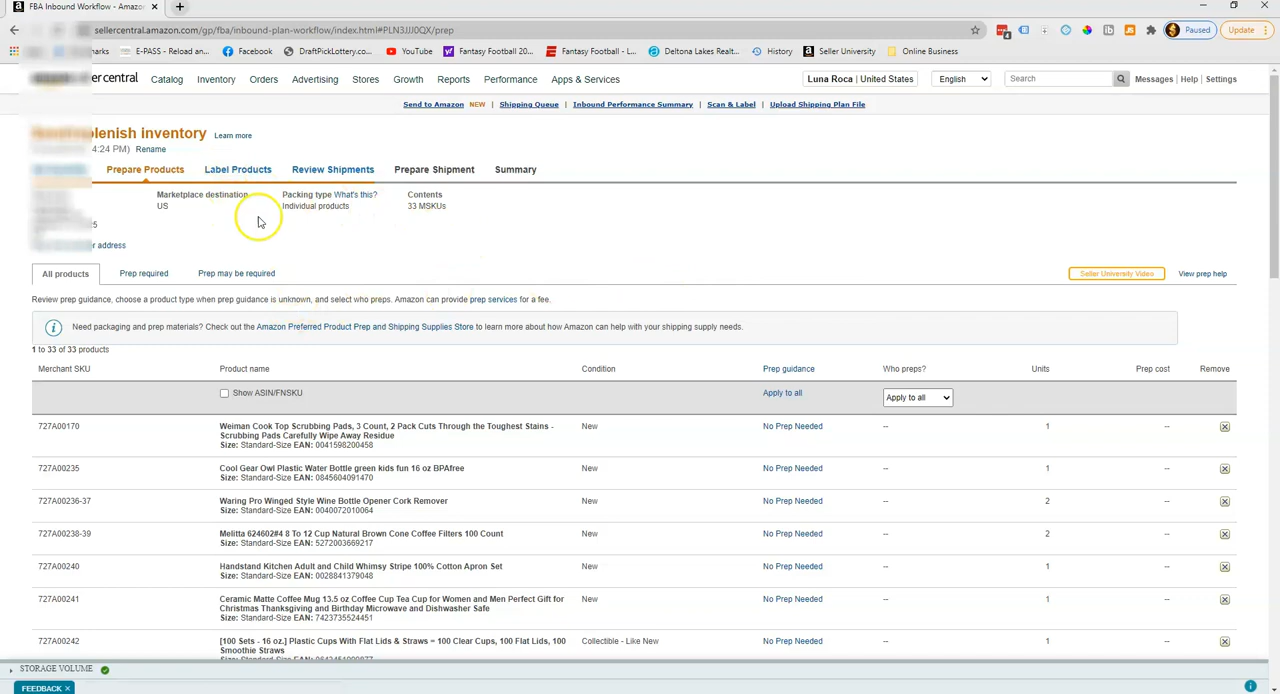 FBA Inbound Workflow - Amazon
sellercentral.amazon.com/gp/fba/inbound-plan-workflow/index.html#PLN3JJJ0QX/prep
Paused
Update
E-PASS - Reload an...
Facebook
DraftPickLottery.co...
YouTube
Fantasy Football 20...
Fantasy Football - L...
Deltona Lakes Realt...
History
Seller University
Online Business
seller central
Catalog Inventory Orders Advertising Stores Growth Reports Performance Apps & Services
Luna Roca | United States
English
Search
Messages | Help | Settings
Send to Amazon NEW | Shipping Queue | Inbound Performance Summary | Scan & Label | Upload Shipping Plan File
plenish inventory Learn more
4:24 PM) Rename
Prepare Products Label Products Review Shipments Prepare Shipment Summary
Marketplace destination Packing type What's this? Contents
US Individual products 33 MSKUs
address
All products Prep required Prep may be required
Seller University Video View prep help
Review prep guidance, choose a product type when prep guidance is unknown, and select who preps. Amazon can provide prep services for a fee.
Need packaging and prep materials? Check out the Amazon Preferred Product Prep and Shipping Supplies Store to learn more about how Amazon can help with your shipping supply needs.
1 to 33 of 33 products
Merchant SKU Product name Condition Prep guidance Who preps? Units Prep cost Remove
Show ASIN/FNSKU Apply to all Apply to all
727A00170 Weiman Cook Top Scrubbing Pads, 3 Count, 2 Pack Cuts Through the Toughest Stains - New No Prep Needed -- 1 --
Scrubbing Pads Carefully Wipe Away Residue
Size: Standard-Size EAN: 0041598200458
727A00235 Cool Gear Owl Plastic Water Bottle green kids fun 16 oz BPAfree New No Prep Needed -- 1 --
Size: Standard-Size EAN: 0845604091470
727A00236-37 Waring Pro Winged Style Wine Bottle Opener Cork Remover New No Prep Needed -- 2 --
Size: Standard-Size EAN: 0040072010064
727A00238-39 Melitta 624602#4 8 To 12 Cup Natural Brown Cone Coffee Filters 100 Count New No Prep Needed -- 2 --
Size: Standard-Size EAN: 5272003669217
727A00240 Handstand Kitchen Adult and Child Whimsy Stripe 100% Cotton Apron Set New No Prep Needed -- 1 --
Size: Standard-Size EAN: 0028841379048
727A00241 Ceramic Matte Coffee Mug 13.5 oz Coffee Cup Tea Cup for Women and Men Perfect Gift for New No Prep Needed -- 1 --
Christmas Thanksgiving and Birthday Microwave and Dishwasher Safe
Size: Standard-Size EAN: 7423735524451
727A00242 [100 Sets - 16 oz.] Plastic Cups With Flat Lids & Straws = 100 Clear Cups, 100 Flat Lids, 100 Collectible - Like New No Prep Needed -- 1 --
Smoothie Straws
STORAGE VOLUME
FEEDBACK